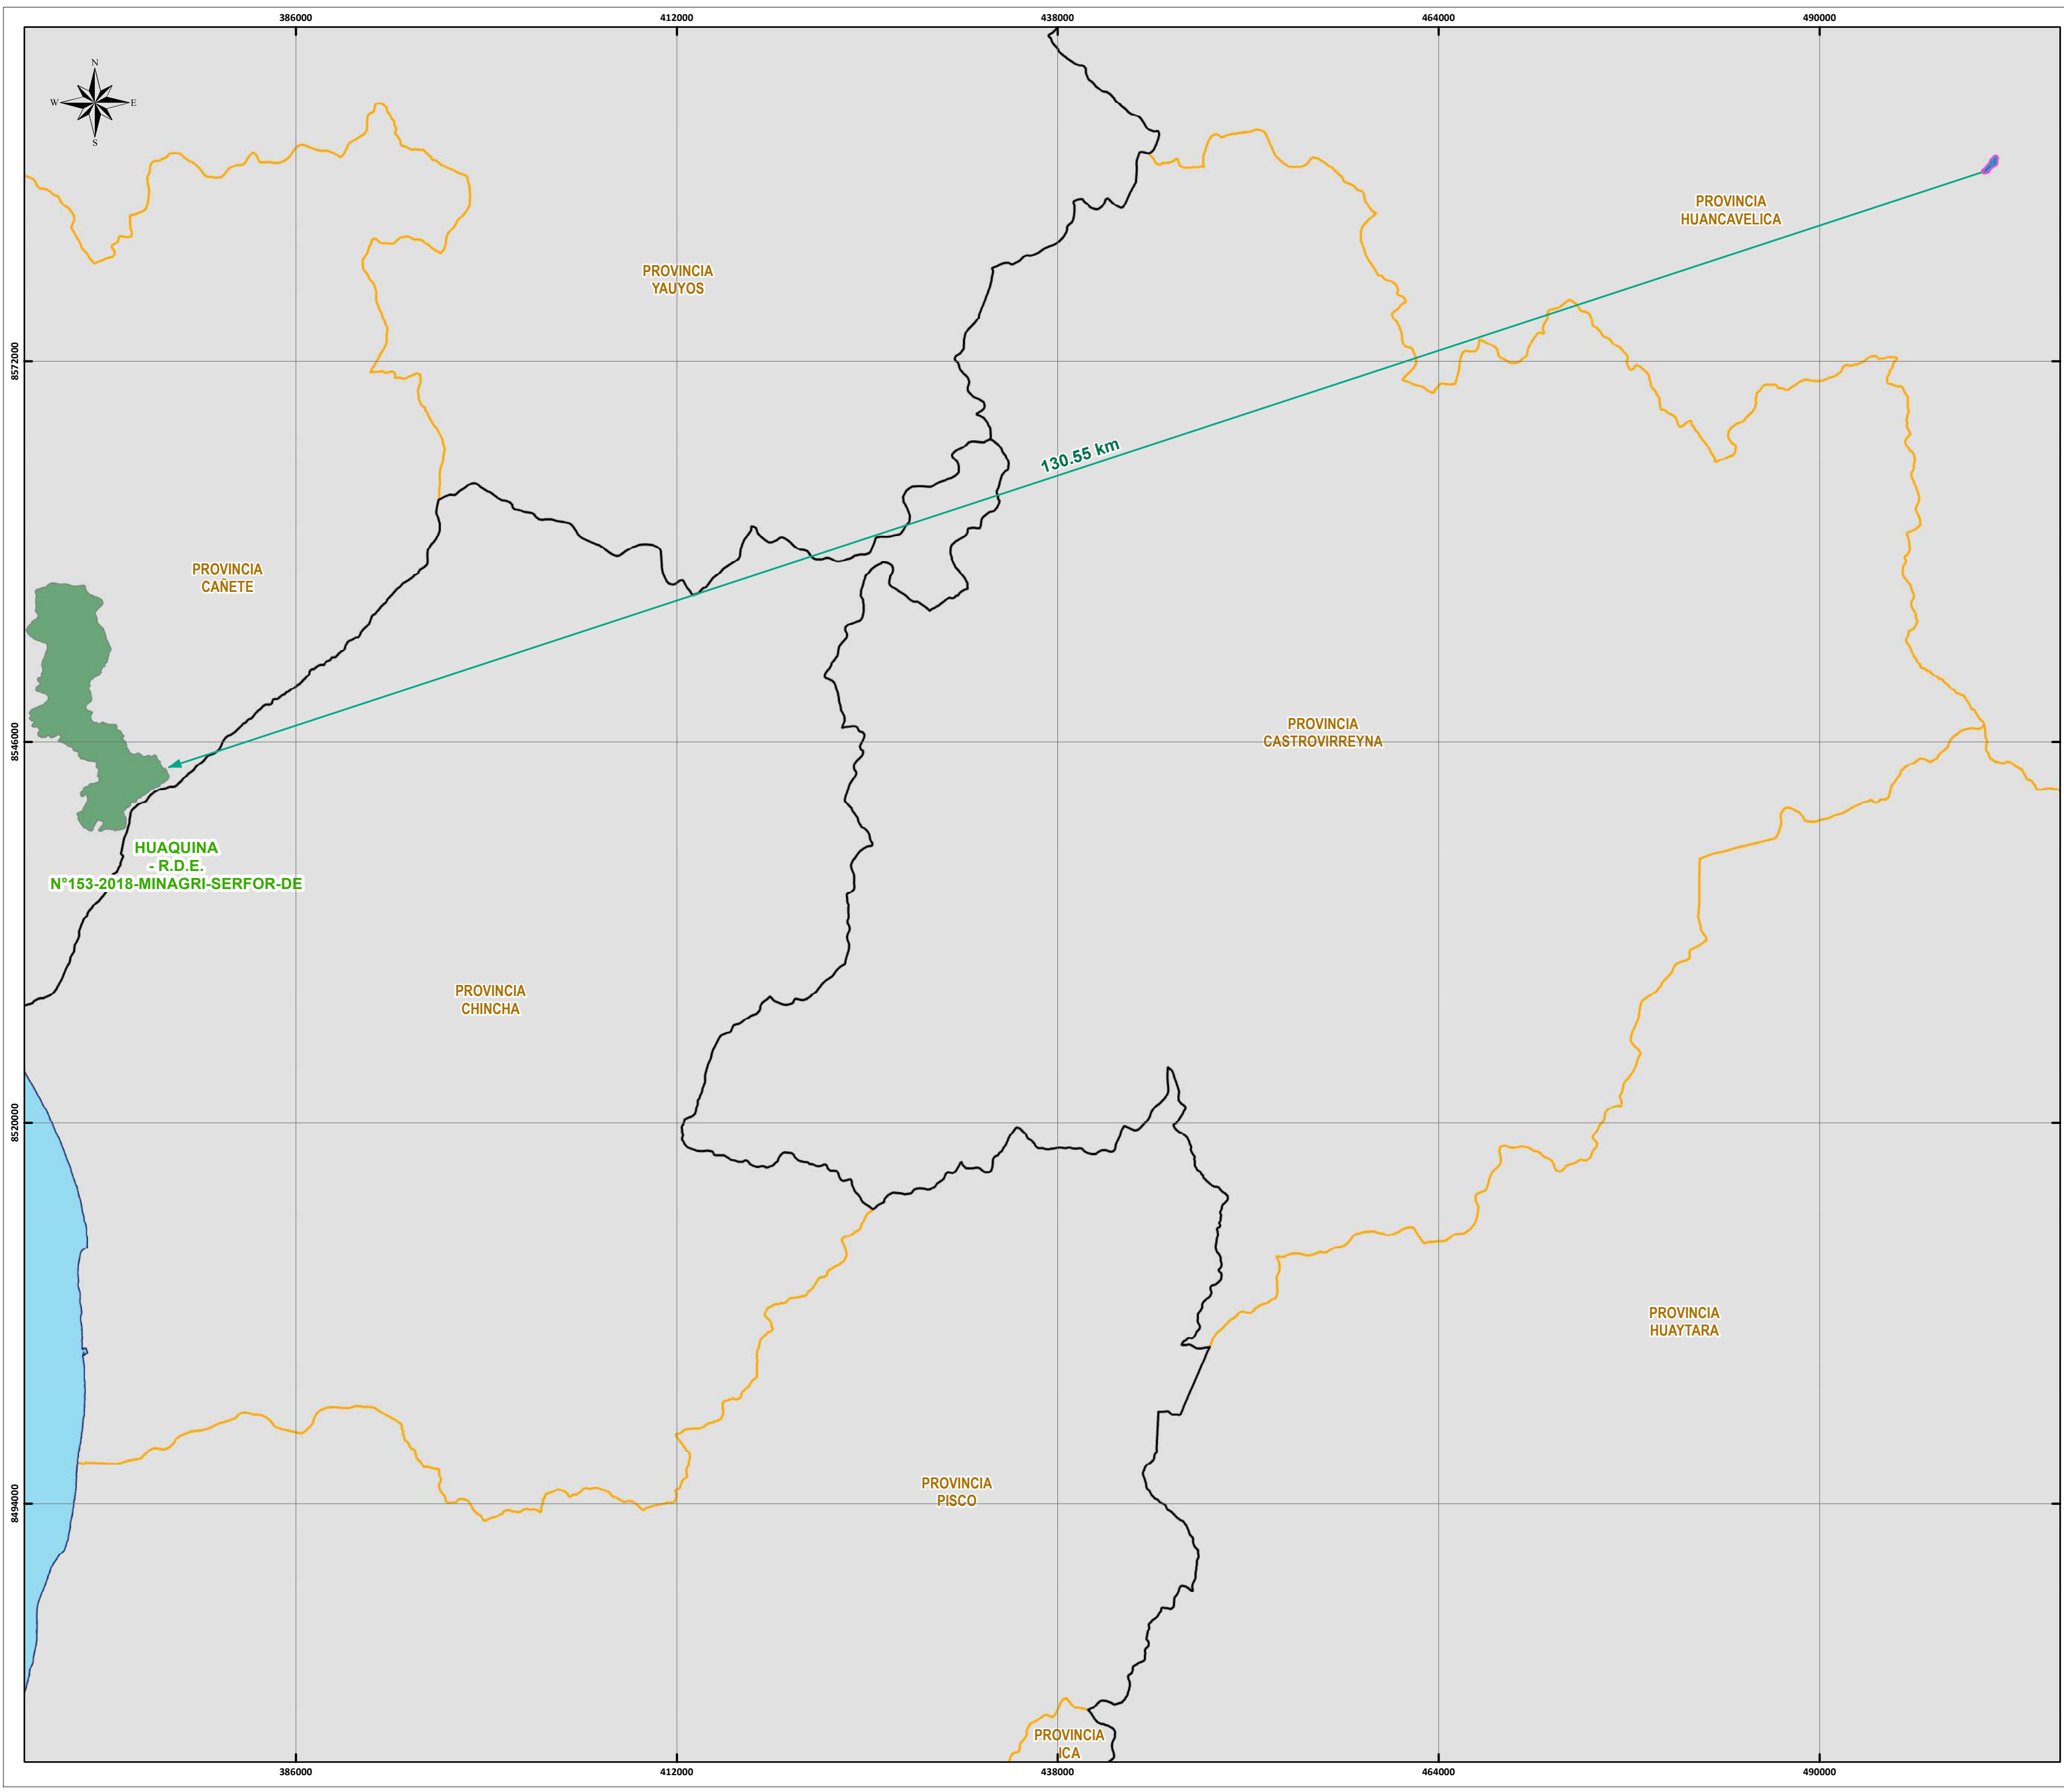 386000
412000
438000
464000
490000
N
W
E
S
PROVINCIA
HUANCAVELICA
PROVINCIA
YAUYOS
8572000
130.55 km
PROVINCIA
CAÑETE
PROVINCIA
CASTROVIRREYNA
8546000
HUAQUINA
- R.D.E.
N°153-2018-MINAGRI-SERFOR-DE
PROVINCIA
CHINCHA
8520000
PROVINCIA
HUAYTARA
PROVINCIA
PISCO
8494000
PROVINCIA
ICA
386000
412000
438000
464000
490000